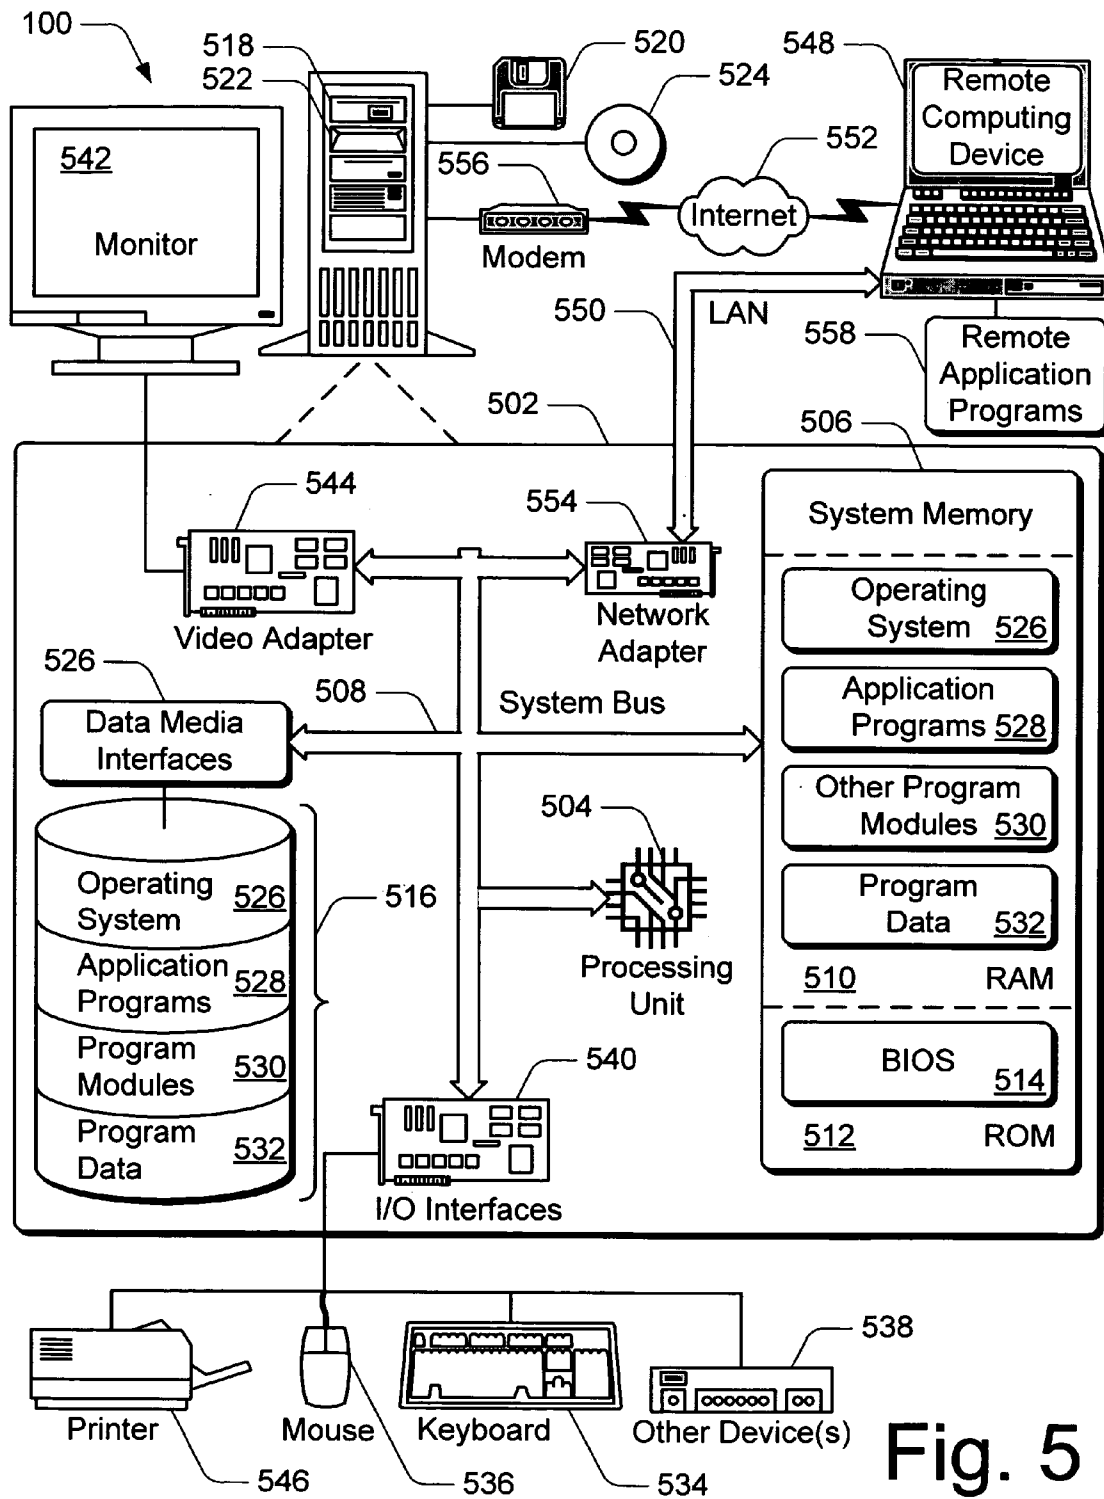 100
518
522
520
524
548
Remote
Computing
Device
542
Monitor
556
552
Internet
Modem
550
LAN
558
Remote
Application
Programs
502
506
544
554
System Memory
Video Adapter
Network
Adapter
Operating
System 526
526
508
System Bus
Data Media
Interfaces
Application
Programs 528
504
Other Program
Modules 530
Operating
System 526
516
Program
Data 532
Application
Programs 528
Processing
Unit
510 RAM
Program
Modules 530
540
BIOS
514
Program
Data 532
512 ROM
I/O Interfaces
538
Printer
Mouse
Keyboard
Other Device(s)
546
536
534
Fig. 5